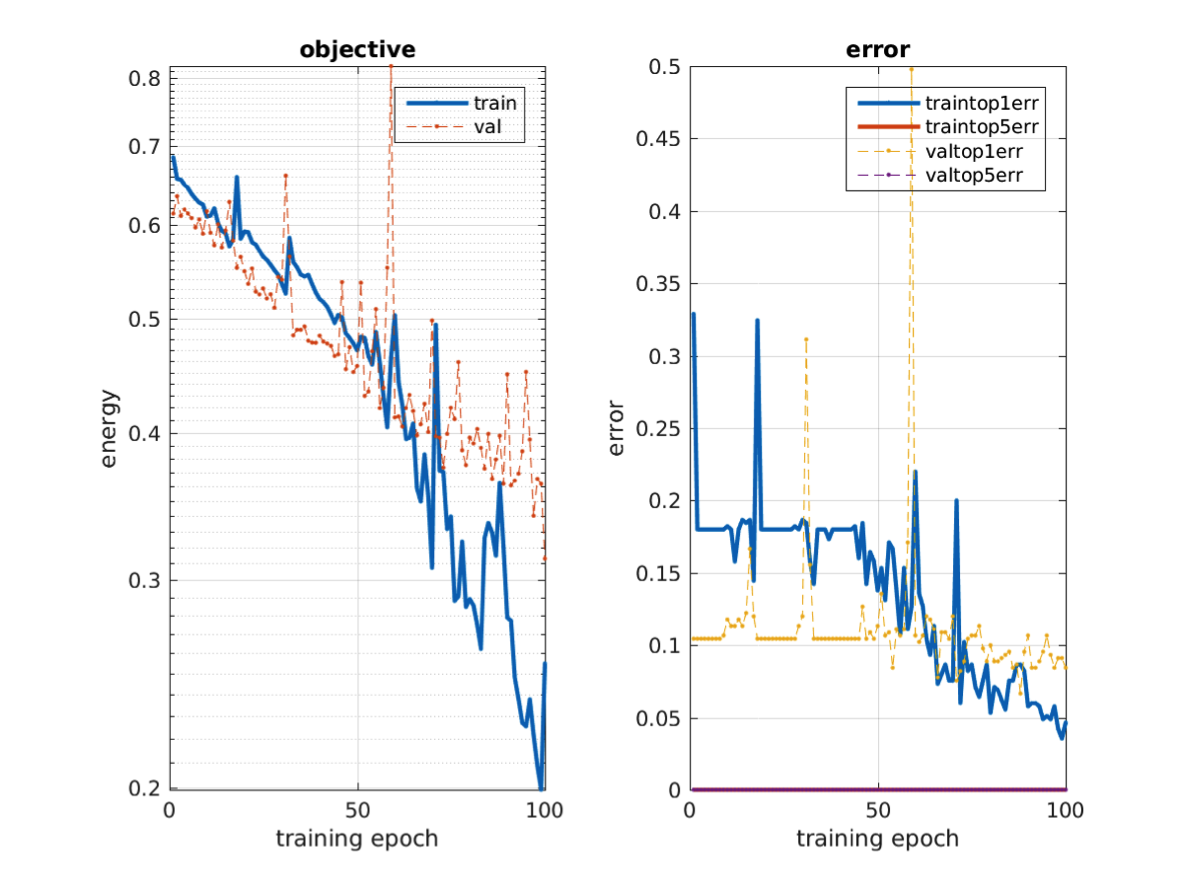 objective
0.8
0.7
0.6
0.5
0.4
0.3
0.2
energy
0
50
100
training epoch
train
val
error
0.5
0.45
0.4
0.35
0.3
0.25
0.2
0.15
0.1
0.05
0
error
0
50
100
training epoch
traintop1err
traintop5err
valtop1err
valtop5err